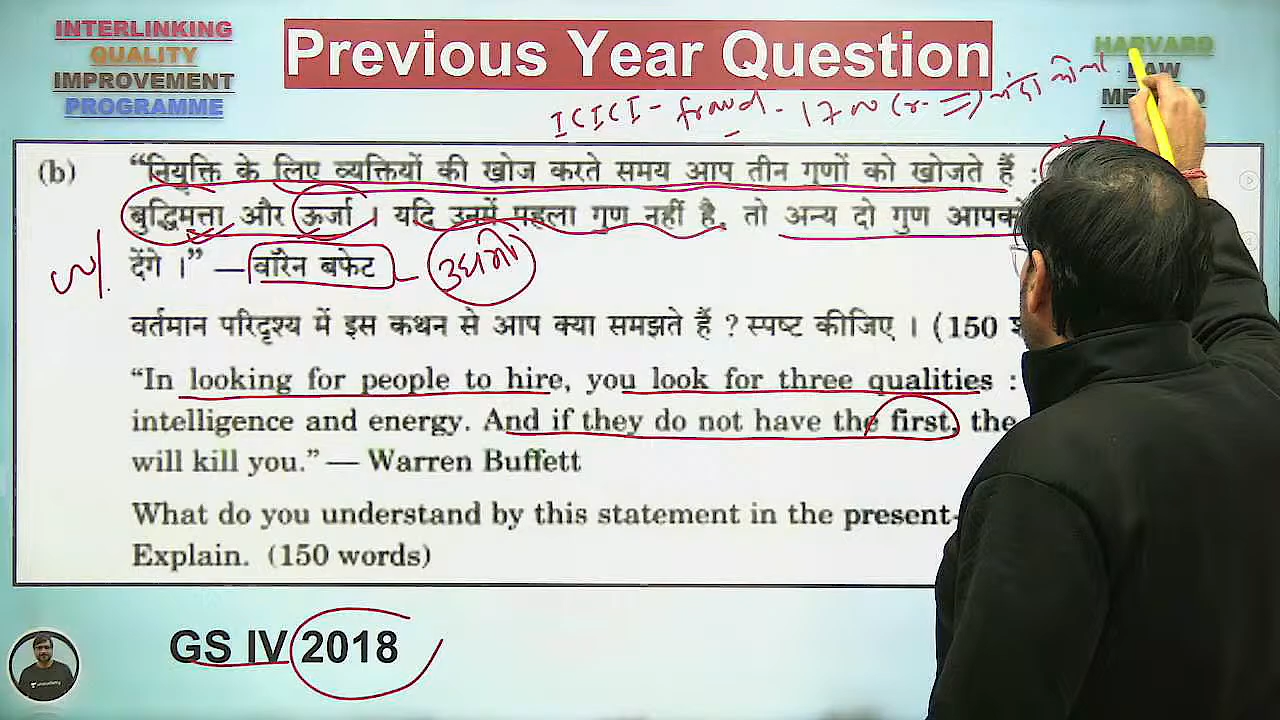 INTERLINKING
QUALITY
IMPROVEMENT
PROGRAMME
Previous Year Question
HARVARD
LAW
ICICI - fraud -
(b) “नियुक्ति के लिए व्यक्तियों की खोज करते समय आप तीन गुणों को खोजते हैं :
बुद्धिमत्ता और ऊर्जा । यदि उनमें पहला गुण नहीं है, तो अन्य दो गुण आपको
देंगे ।” — वॉरेन बफेट
उद्यमी
वर्तमान परिदृश्य में इस कथन से आप क्या समझते हैं ? स्पष्ट कीजिए । (150
“In looking for people to hire, you look for three qualities :
intelligence and energy. And if they do not have the first, the
will kill you.” — Warren Buffett
What do you understand by this statement in the present-
Explain. (150 words)
GS IV 2018